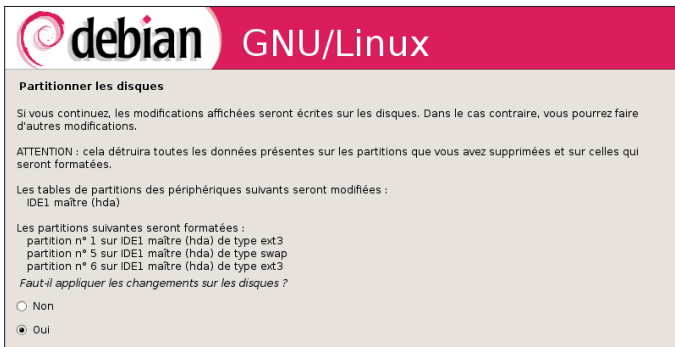 debian GNU/Linux
Partitionner les disques
Si vous continuez, les modifications affichées seront écrites sur les disques. Dans le cas contraire, vous pourrez faire
d'autres modifications.
ATTENTION : cela détruira toutes les données présentes sur les partitions que vous avez supprimées et sur celles qui
seront formatées.
Les tables de partitions des périphériques suivants seront modifiées :
IDE1 maître (hda)
Les partitions suivantes seront formatées :
partition n° 1 sur IDE1 maître (hda) de type ext3
partition n° 5 sur IDE1 maître (hda) de type swap
partition n° 6 sur IDE1 maître (hda) de type ext3
Faut-il appliquer les changements sur les disques ?
Non
Oui